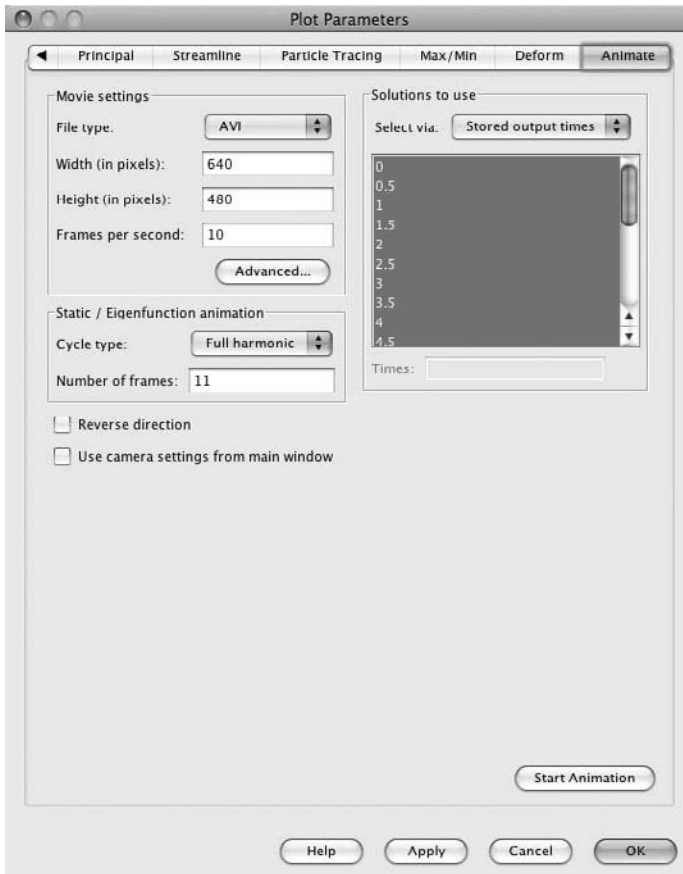 Plot Parameters
Principal Streamline Particle Tracing Max/Min Deform Animate
Movie settings
File type: AVI
Width (in pixels): 640
Height (in pixels): 480
Frames per second: 10
Advanced...
Static / Eigenfunction animation
Cycle type: Full harmonic
Number of frames: 11
Reverse direction
Use camera settings from main window
Solutions to use
Select via: Stored output times
0
0.5
1
1.5
2
2.5
3
3.5
4
4.5
Times:
Start Animation
Help Apply Cancel OK